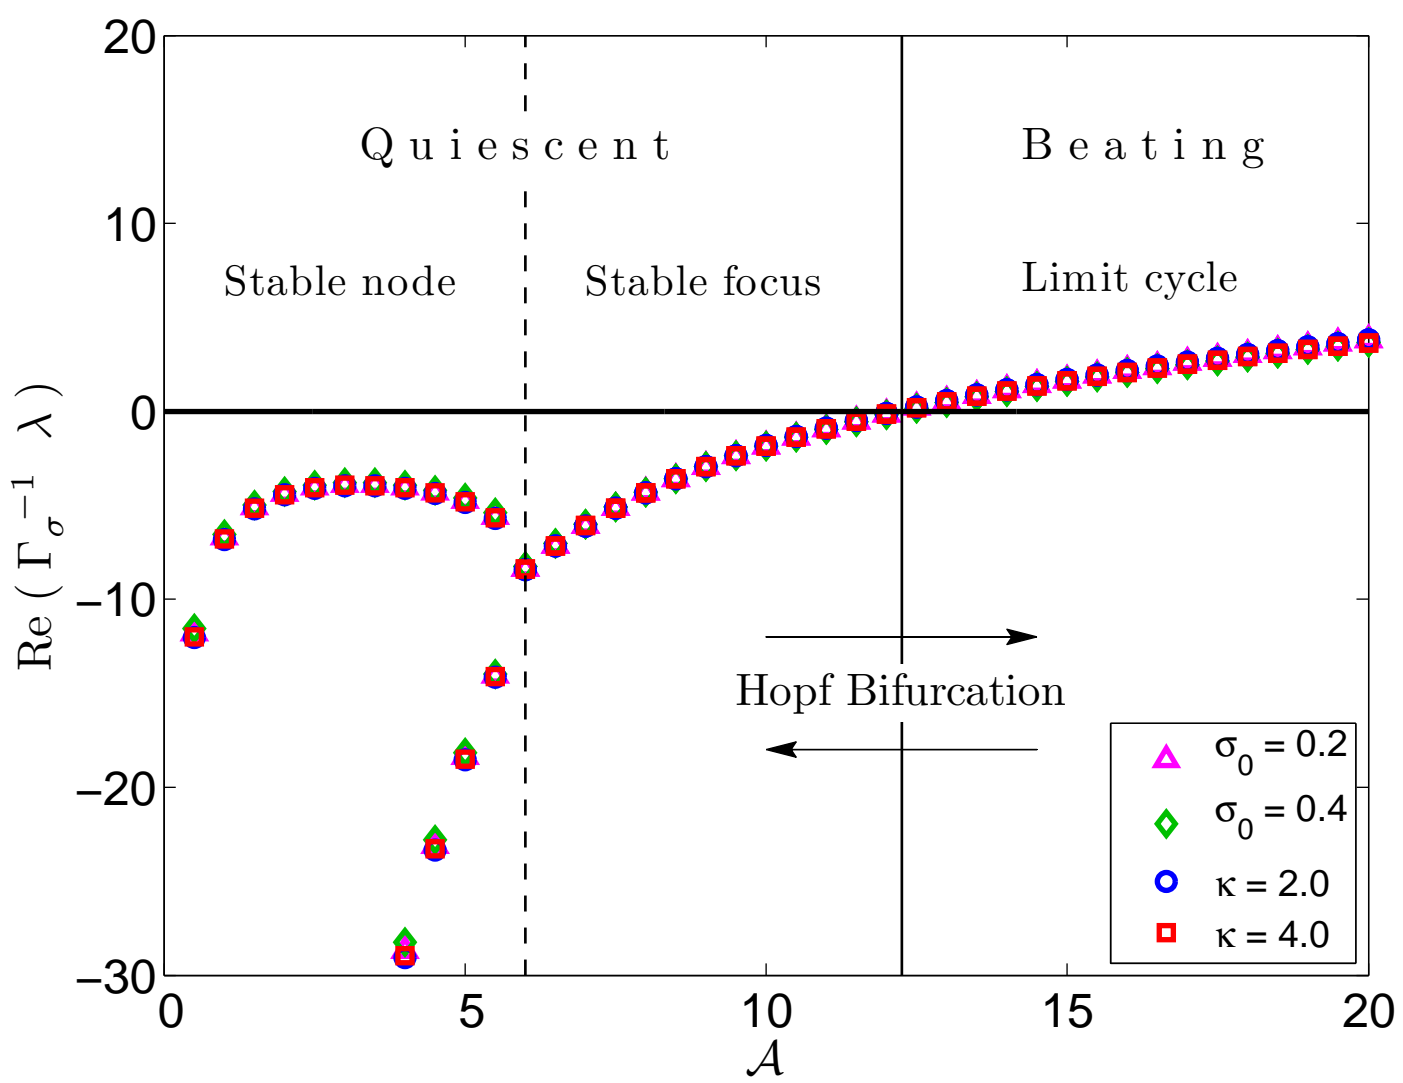 20
Quiescent Beating
10
Stable node Stable focus Limit cycle
0
Re ( Γσ⁻¹ λ )
−10
Hopf Bifurcation
σ0 = 0.2
−20
σ0 = 0.4
κ = 2.0
κ = 4.0
−30
0 5 10 15 20
𝒜